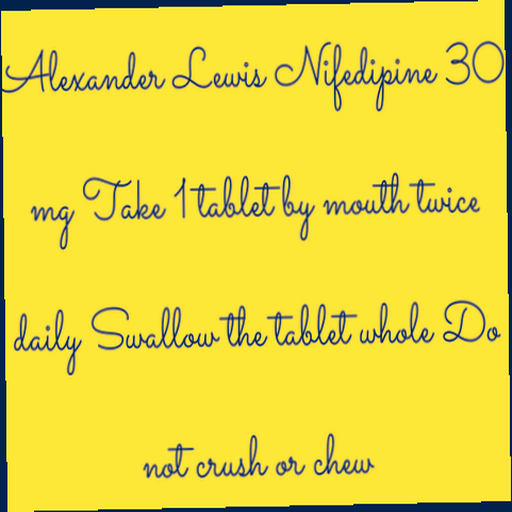 Alexander Lewis Nifedipine 30
mg Take 1 tablet by mouth twice
daily Swallow the tablet whole Do
not crush or chew